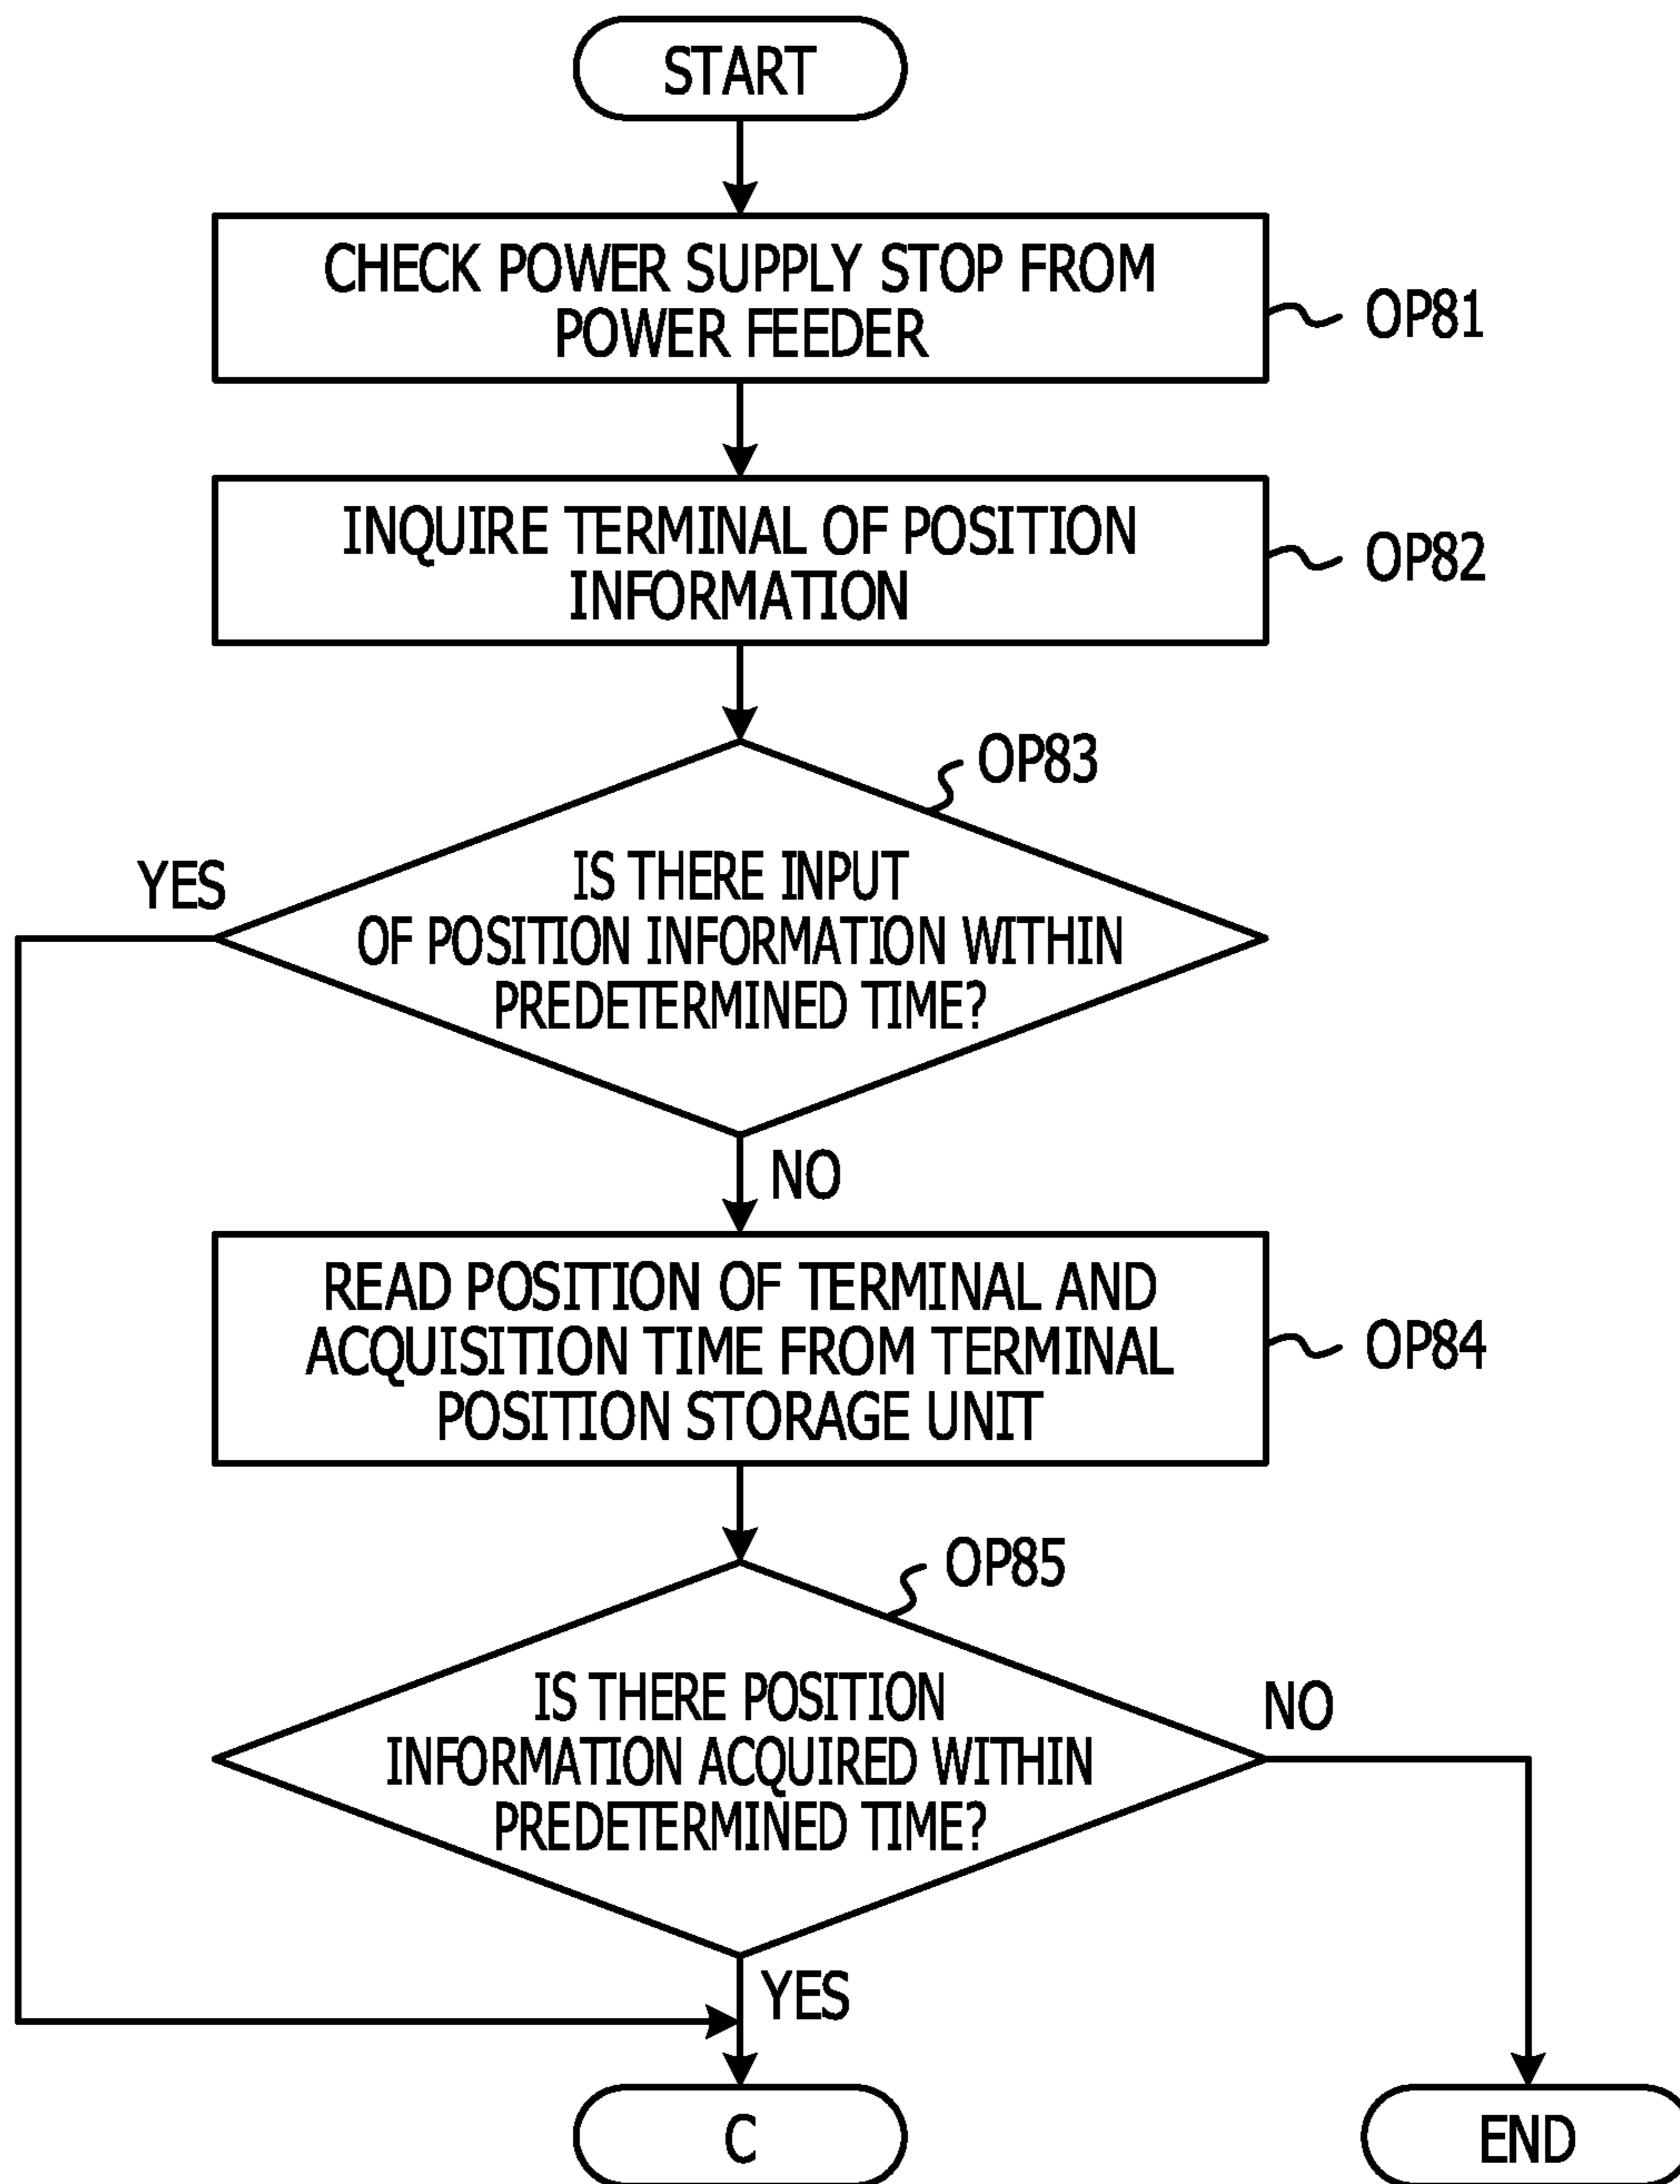 START
CHECK POWER SUPPLY STOP FROM
POWER FEEDER
OP81
INQUIRE TERMINAL OF POSITION
INFORMATION
OP82
OP83
IS THERE INPUT
OF POSITION INFORMATION WITHIN
PREDETERMINED TIME?
YES
NO
READ POSITION OF TERMINAL AND
ACQUISITION TIME FROM TERMINAL
POSITION STORAGE UNIT
OP84
OP85
IS THERE POSITION
INFORMATION ACQUIRED WITHIN
PREDETERMINED TIME?
NO
YES
C
END